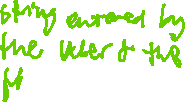 string entered by
the user & the